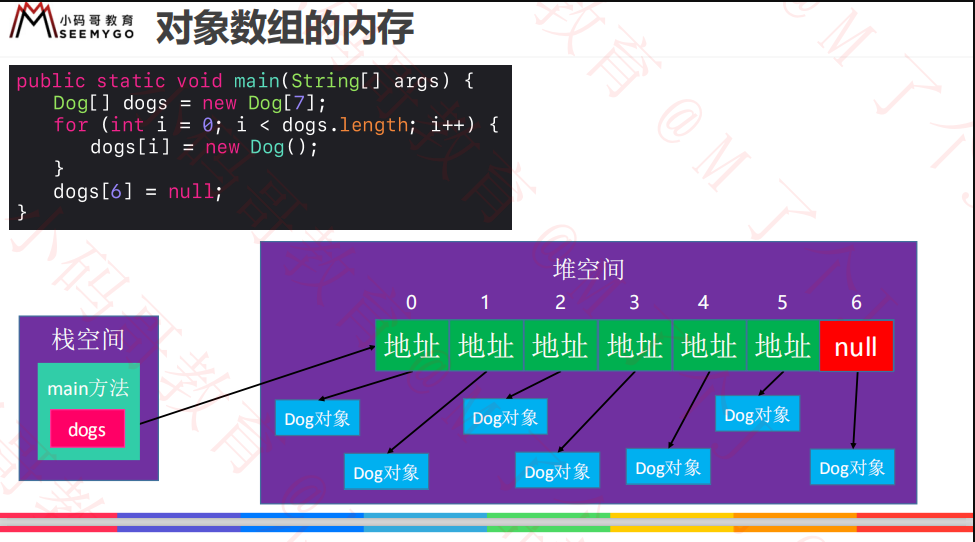 小码哥教育
SEEMYGO
对象数组的内存
public static void main(String[] args) {
Dog[] dogs = new Dog[7];
for (int i = 0; i < dogs.length; i++) {
dogs[i] = new Dog();
}
dogs[6] = null;
}
堆空间
0 1 2 3 4 5 6
地址 地址 地址 地址 地址 地址 null
栈空间
main方法
dogs
Dog对象 Dog对象 Dog对象
Dog对象 Dog对象 Dog对象 Dog对象
小码哥教育 @M了个